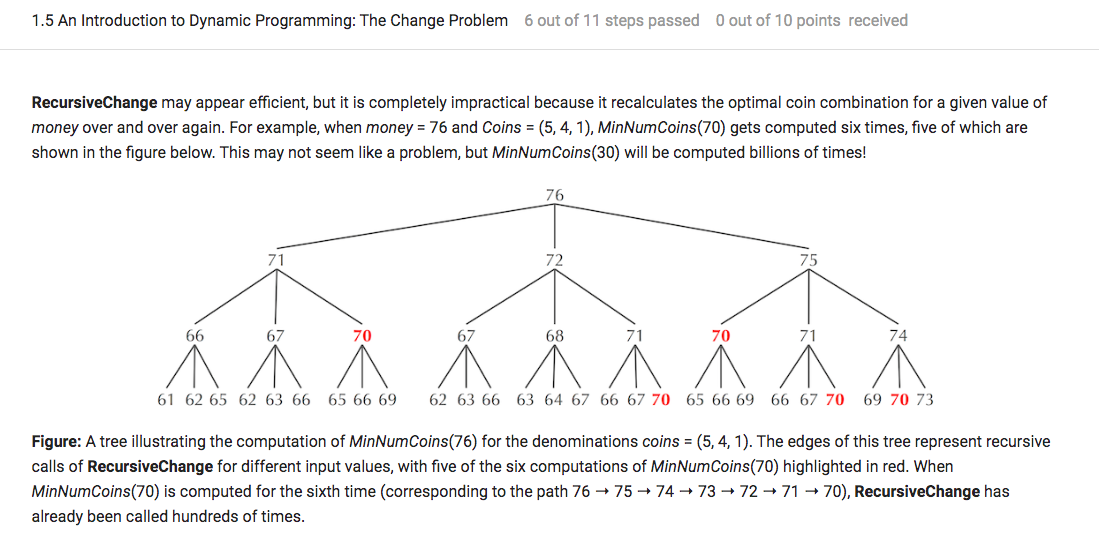 1.5 An Introduction to Dynamic Programming: The Change Problem 6 out of 11 steps passed 0 out of 10 points received
RecursiveChange may appear efficient, but it is completely impractical because it recalculates the optimal coin combination for a given value of
money over and over again. For example, when money = 76 and Coins = (5, 4, 1), MinNumCoins(70) gets computed six times, five of which are
shown in the figure below. This may not seem like a problem, but MinNumCoins(30) will be computed billions of times!
76
71 72 75
66 67 70 67 68 71 70 71 74
61 62 65 62 63 66 65 66 69 62 63 66 63 64 67 66 67 70 65 66 69 66 67 70 69 70 73
Figure: A tree illustrating the computation of MinNumCoins(76) for the denominations coins = (5, 4, 1). The edges of this tree represent recursive
calls of RecursiveChange for different input values, with five of the six computations of MinNumCoins(70) highlighted in red. When
MinNumCoins(70) is computed for the sixth time (corresponding to the path 76 → 75 → 74 → 73 → 72 → 71 → 70), RecursiveChange has
already been called hundreds of times.